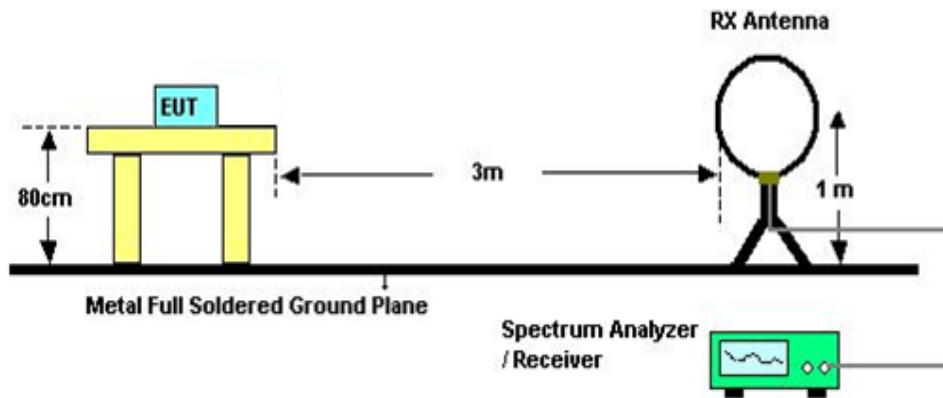 RX Antenna
EUT
80cm
3m
1 m
Metal Full Soldered Ground Plane
Spectrum Analyzer
/ Receiver